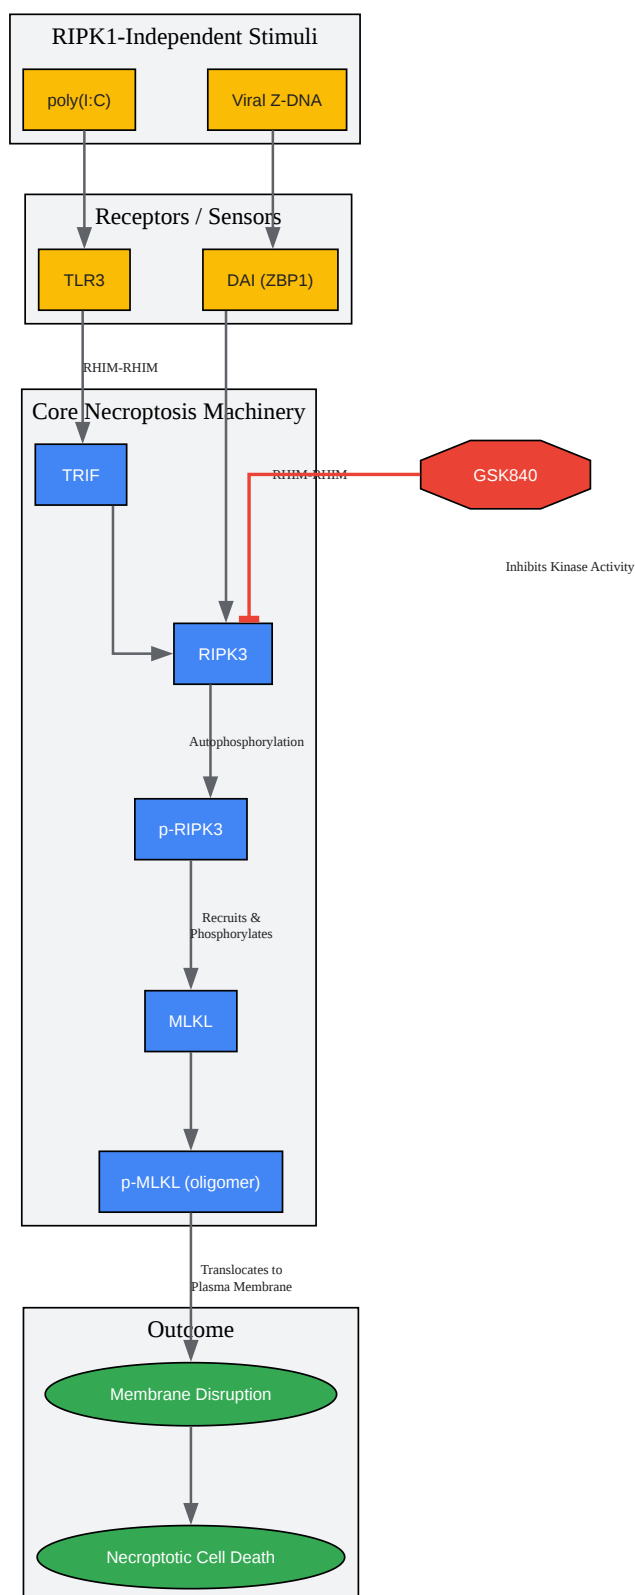 RIPK1-Independent Stimuli
poly(I:C)
Viral Z-DNA
Receptors / Sensors
TLR3
DAI (ZBP1)
RHIM-RHIM
Core Necroptosis Machinery
TRIF
RHIM-RHIM
GSK840
Inhibits Kinase Activity
RIPK3
Autophosphorylation
p-RIPK3
Recruits &
Phosphorylates
MLKL
p-MLKL (oligomer)
Translocates to
Plasma Membrane
Outcome
Membrane Disruption
Necroptotic Cell Death